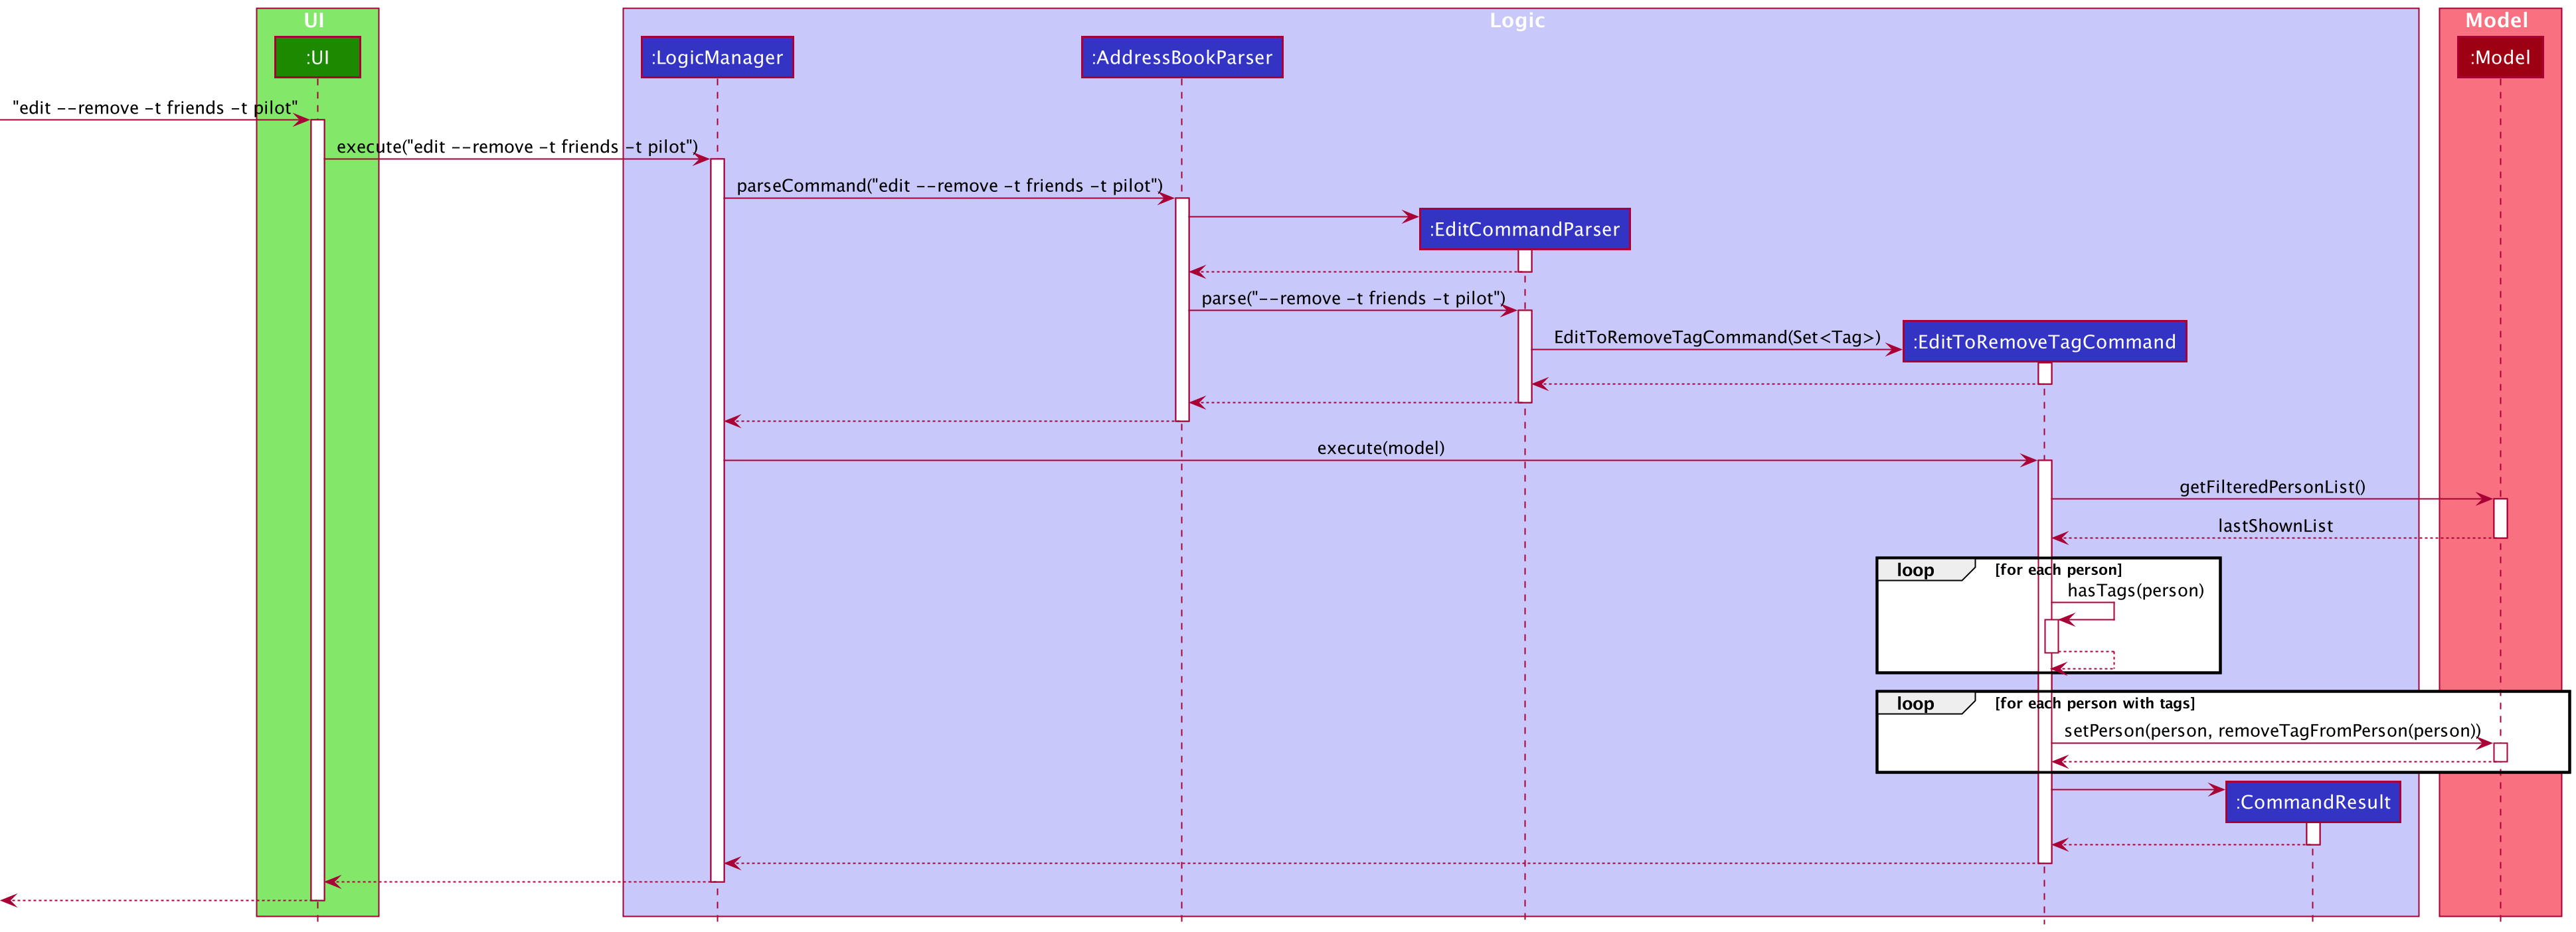 UI
Logic
Model
:UI
:LogicManager
:AddressBookParser
:Model
"edit --remove -t friends -t pilot"
execute("edit --remove -t friends -t pilot")
parseCommand("edit --remove -t friends -t pilot")
:EditCommandParser
parse("--remove -t friends -t pilot")
EditToRemoveTagCommand(Set<Tag>)
:EditToRemoveTagCommand
execute(model)
getFilteredPersonList()
lastShownList
loop [for each person]
hasTags(person)
loop [for each person with tags]
setPerson(person, removeTagFromPerson(person))
:CommandResult